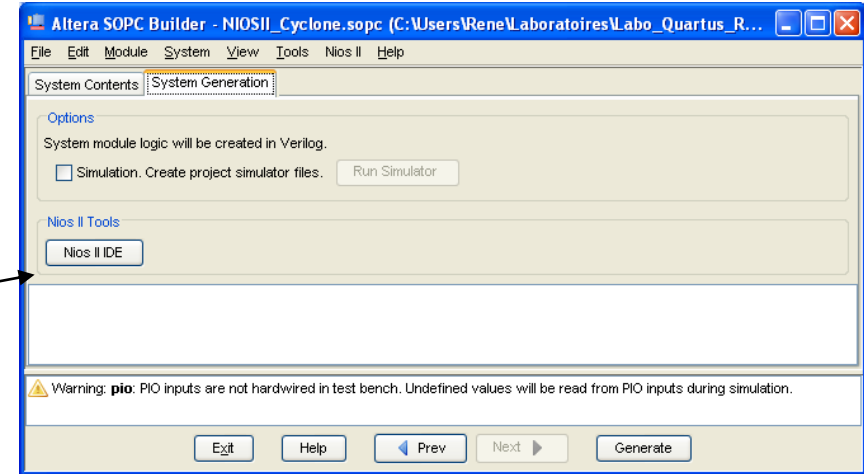 Altera SOPC Builder - NIOSII_Cyclone.sopc (C:\Users\Rene\Laboratoires\Labo_Quartus_R...
File Edit Module System View Tools Nios II Help
System Contents System Generation
Options
System module logic will be created in Verilog.
Simulation. Create project simulator files. Run Simulator
Nios II Tools
Nios II IDE
Warning: pio: PIO inputs are not hardwired in test bench. Undefined values will be read from PIO inputs during simulation.
Exit Help Prev Next Generate